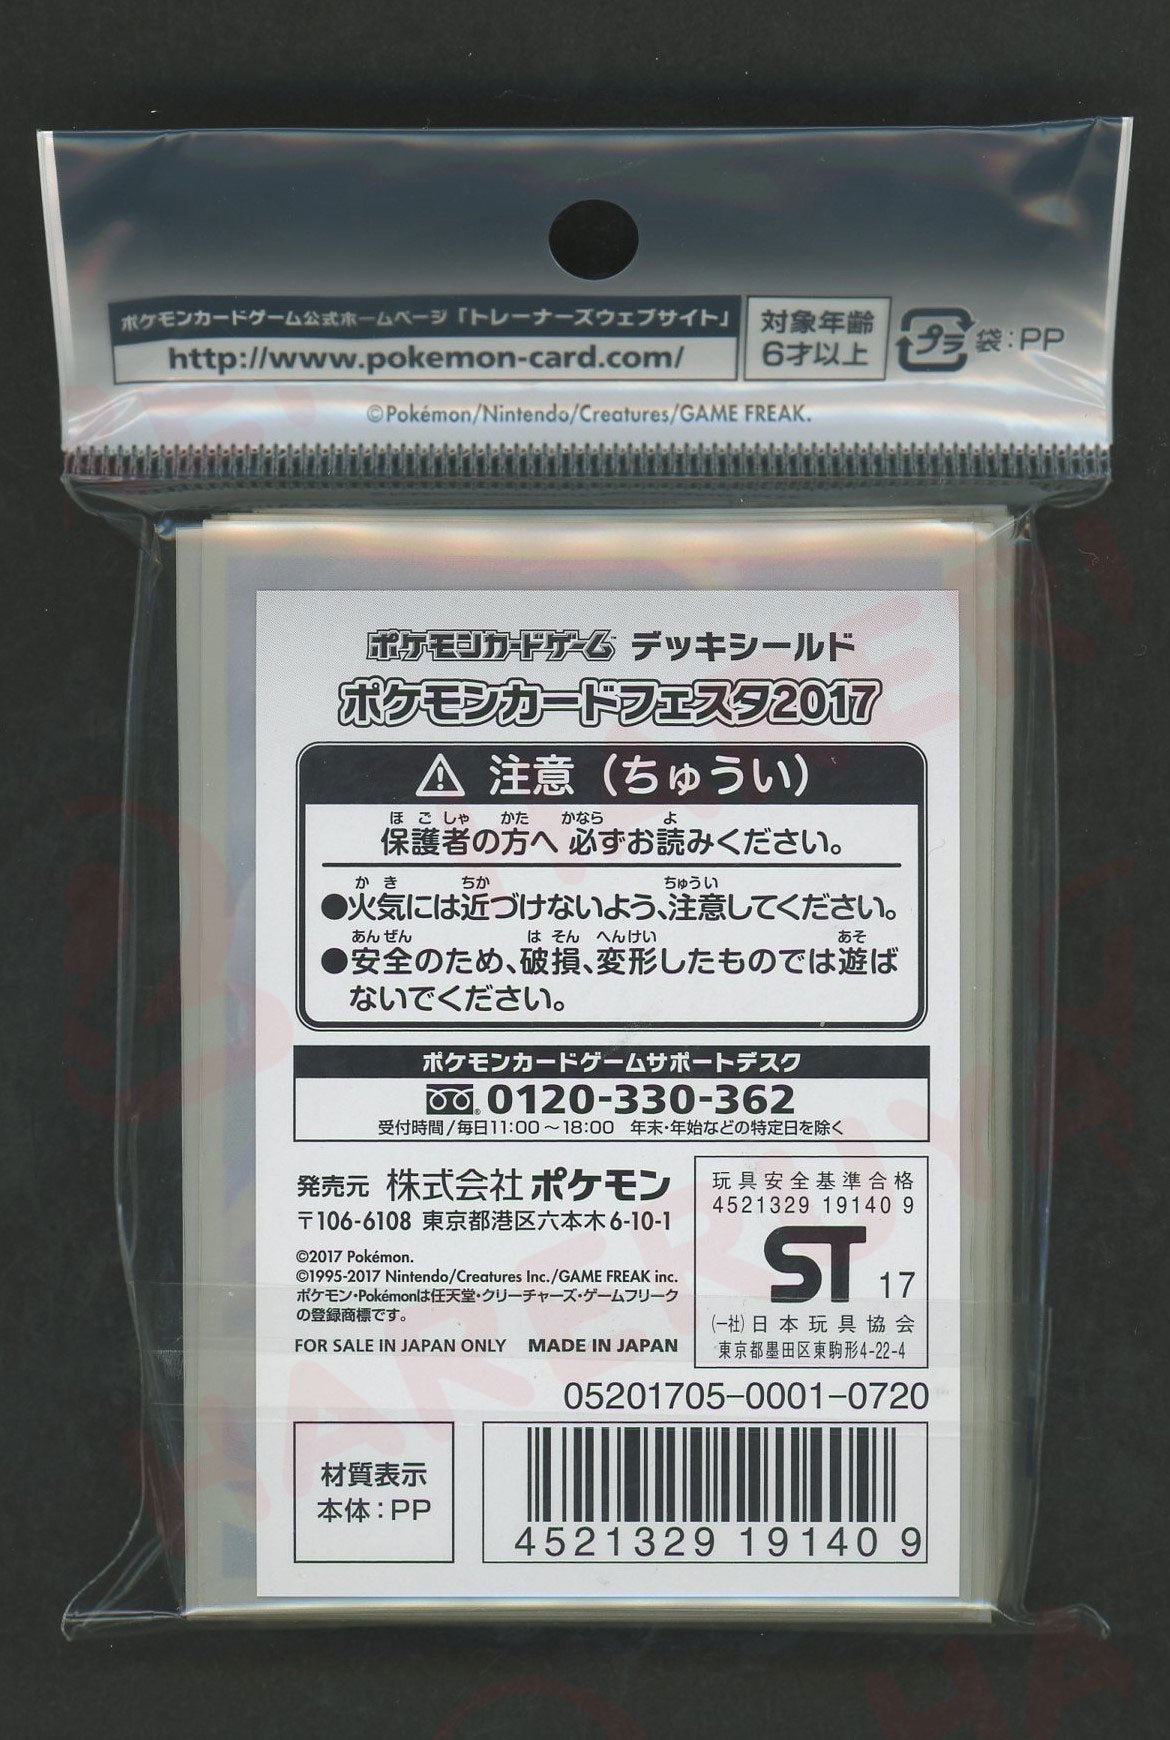 ポケモンカードゲーム公式ホームページ「トレーナーズウェブサイト」
http://www.pokemon-card.com/
対象年齢
6才以上
プラ 袋:PP
©Pokémon/Nintendo/Creatures/GAME FREAK.
ポケモンカードゲーム デッキシールド
ポケモンカードフェスタ2017
注意(ちゅうい)
ほごしゃ かた かなら よ
保護者の方へ 必ずお読みください。
かき ちか ちゅうい
●火気には近づけないよう、注意してください。
あんぜん はそん へんけい あそ
●安全のため、破損、変形したものでは遊ば
ないでください。
ポケモンカードゲームサポートデスク
0120-330-362
受付時間/毎日11:00〜18:00 年末・年始などの特定日を除く
発売元 株式会社 ポケモン
〒106-6108 東京都港区六本木6-10-1
©2017 Pokémon.
©1995-2017 Nintendo/Creatures Inc./GAME FREAK inc.
ポケモン・Pokémonは任天堂・クリーチャーズ・ゲームフリーク
の登録商標です。
FOR SALE IN JAPAN ONLY MADE IN JAPAN
玩具安全基準合格
4521329 19140 9
ST 17
(一社)日本玩具協会
東京都墨田区東駒形4-22-4
05201705-0001-0720
材質表示
本体:PP
4521329 19140 9
HARERUYA